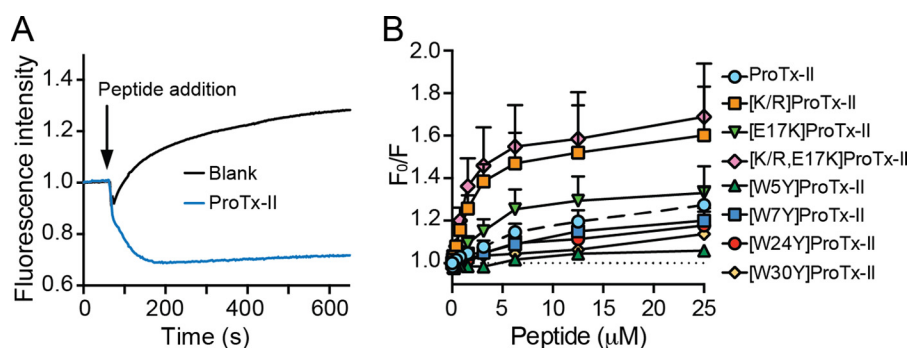 A
Fluorescence intensity
1.4
1.2
1.0
0.8
0.6
Peptide addition
Blank
ProTx-II
0
200
400
600
Time (s)
B
F0/F
2.0
1.8
1.6
1.4
1.2
1.0
0
5
10
15
20
25
Peptide (μM)
ProTx-II
[K/R]ProTx-II
[E17K]ProTx-II
[K/R,E17K]ProTx-II
[W5Y]ProTx-II
[W7Y]ProTx-II
[W24Y]ProTx-II
[W30Y]ProTx-II